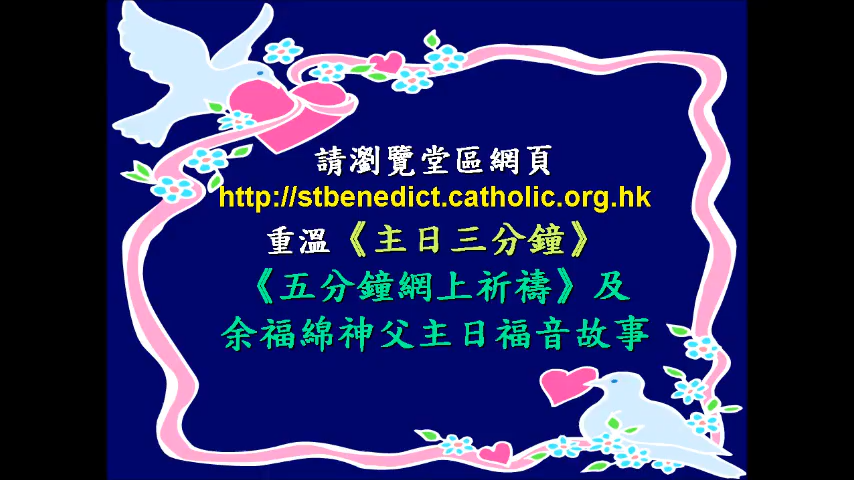 請瀏覽堂區網頁
http://stbenedict.catholic.org.hk
重溫《主日三分鐘》
《五分鐘網上祈禱》及
余福綿神父主日福音故事